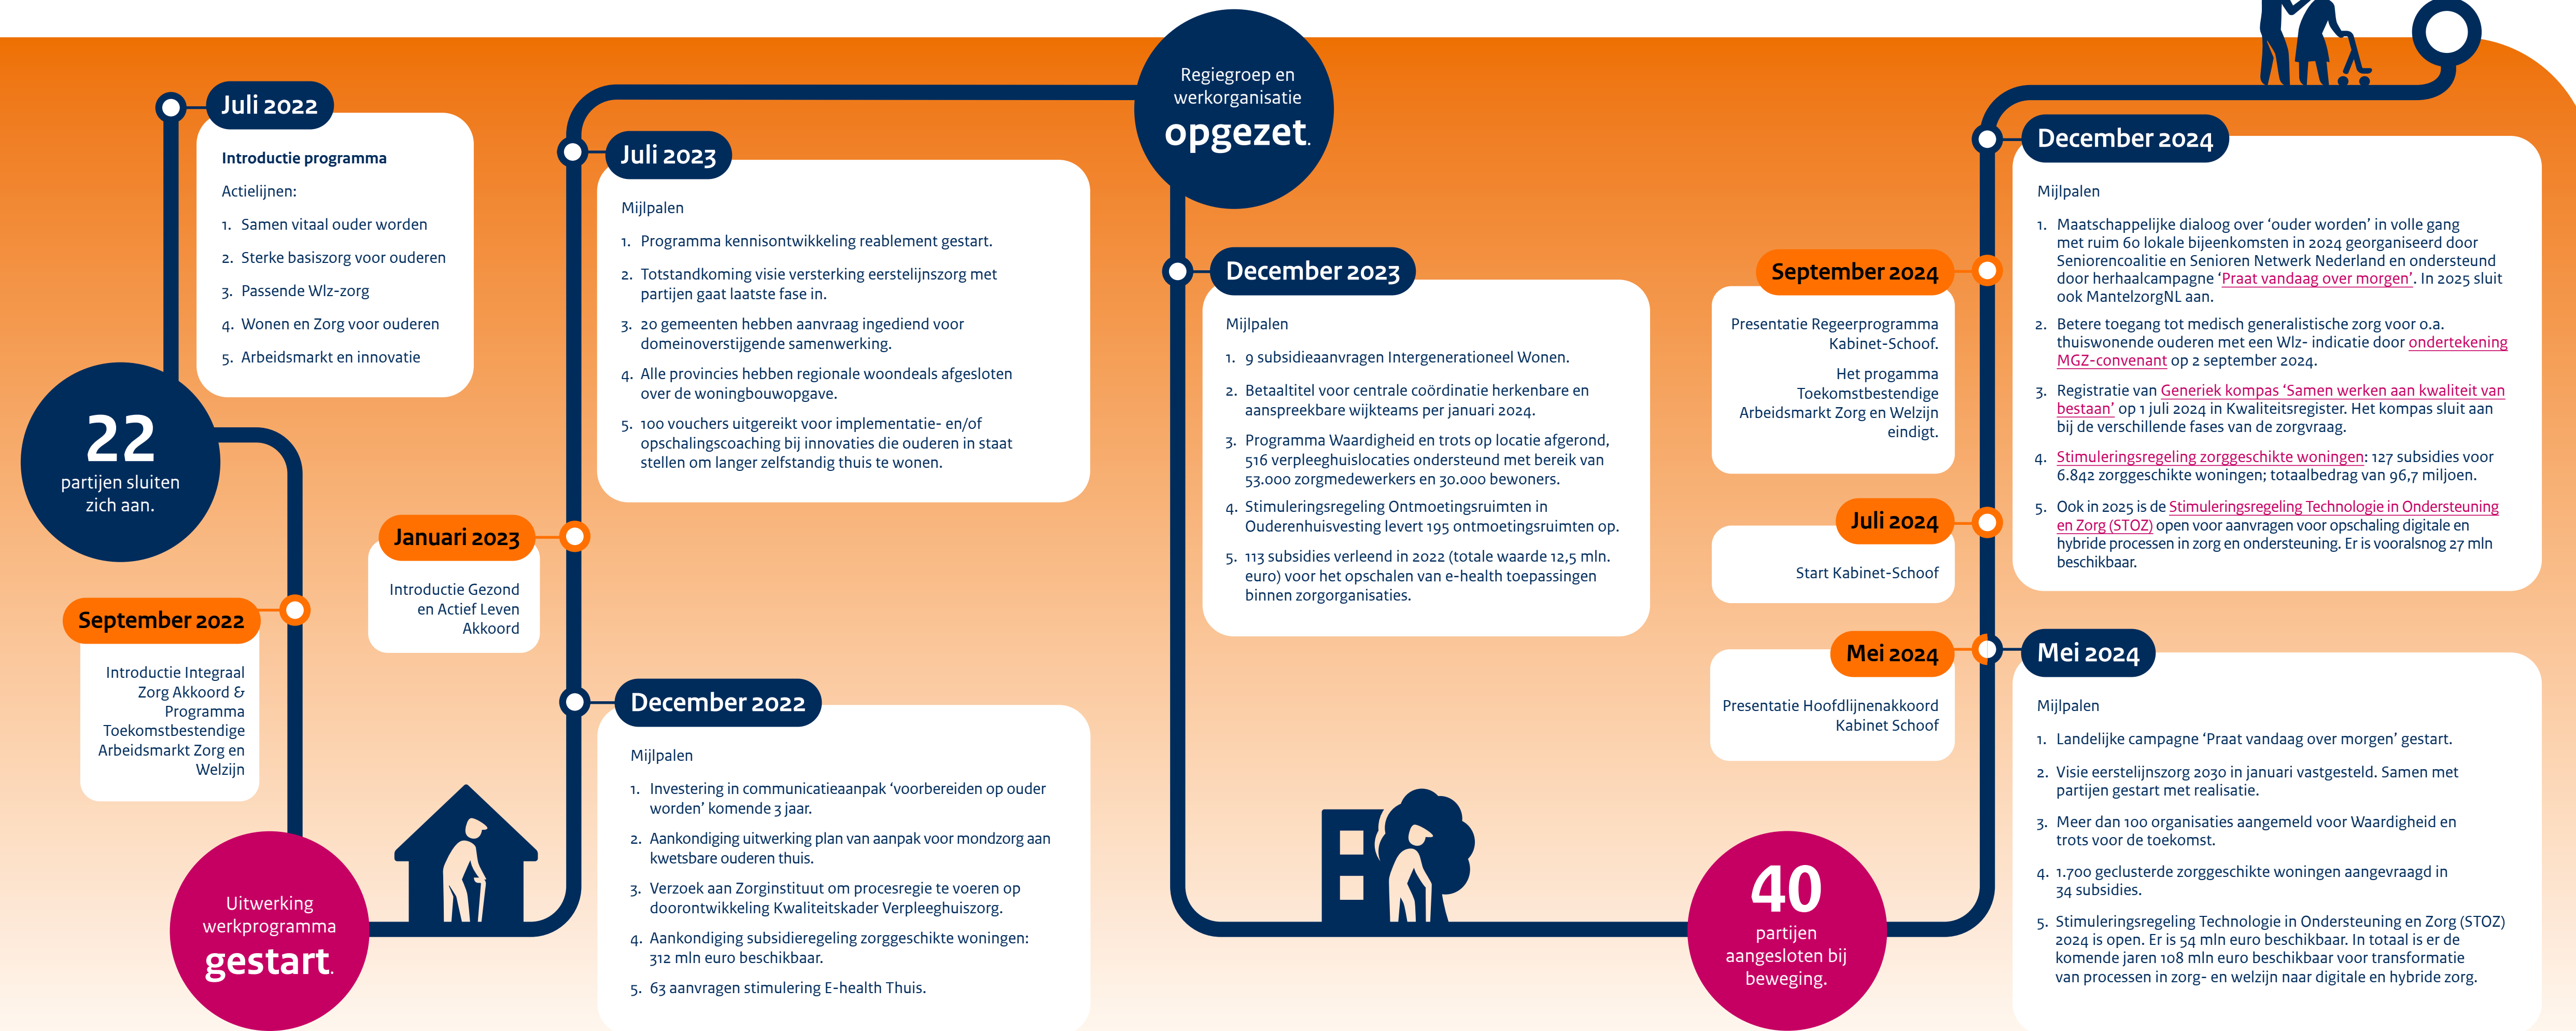 Juli 2022
Introductie programma
Actielijnen:
1. Samen vitaal ouder worden
2. Sterke basiszorg voor ouderen
3. Passende Wlz-zorg
4. Wonen en Zorg voor ouderen
5. Arbeidsmarkt en innovatie
22
partijen sluiten
zich aan.
September 2022
Introductie Integraal
Zorg Akkoord &
Programma
Toekomstbestendige
Arbeidsmarkt Zorg en
Welzijn
Uitwerking
werkprogramma
gestart.
December 2022
Mijlpalen
1. Investering in communicatieaanpak ‘voorbereiden op ouder
worden’ komende 3 jaar.
2. Aankondiging uitwerking plan van aanpak voor mondzorg aan
kwetsbare ouderen thuis.
3. Verzoek aan Zorginstituut om procesregie te voeren op
doorontwikkeling Kwaliteitskader Verpleeghuiszorg.
4. Aankondiging subsidieregeling zorggeschikte woningen:
312 mln euro beschikbaar.
5. 63 aanvragen stimulering E-health Thuis.
Januari 2023
Introductie Gezond
en Actief Leven
Akkoord
Juli 2023
Mijlpalen
1. Programma kennisontwikkeling reablement gestart.
2. Totstandkoming visie versterking eerstelijnszorg met
partijen gaat laatste fase in.
3. 20 gemeenten hebben aanvraag ingediend voor
domeinoverstijgende samenwerking.
4. Alle provincies hebben regionale woondeals afgesloten
over de woningbouwopgave.
5. 100 vouchers uitgereikt voor implementatie- en/of
opschalingscoaching bij innovaties die ouderen in staat
stellen om langer zelfstandig thuis te wonen.
Regiegroep en
werkorganisatie
opgezet.
December 2023
Mijlpalen
1. 9 subsidieaanvragen Intergenerationeel Wonen.
2. Betaaltitel voor centrale coördinatie herkenbare en
aanspreekbare wijkteams per januari 2024.
3. Programma Waardigheid en trots op locatie afgerond,
516 verpleeghuislocaties ondersteund met bereik van
53.000 zorgmedewerkers en 30.000 bewoners.
4. Stimuleringsregeling Ontmoetingsruimten in
Ouderenhuisvesting levert 195 ontmoetingsruimten op.
5. 113 subsidies verleend in 2022 (totale waarde 12,5 mln.
euro) voor het opschalen van e-health toepassingen
binnen zorgorganisaties.
40
partijen
aangesloten bij
beweging.
Mei 2024
Presentatie Hoofdlijnenakkoord
Kabinet Schoof
Mei 2024
Mijlpalen
1. Landelijke campagne ‘Praat vandaag over morgen’ gestart.
2. Visie eerstelijnszorg 2030 in januari vastgesteld. Samen met
partijen gestart met realisatie.
3. Meer dan 100 organisaties aangemeld voor Waardigheid en
trots voor de toekomst.
4. 1.700 geclusterde zorggeschikte woningen aangevraagd in
34 subsidies.
5. Stimuleringsregeling Technologie in Ondersteuning en Zorg (STOZ)
2024 is open. Er is 54 mln euro beschikbaar. In totaal is er de
komende jaren 108 mln euro beschikbaar voor transformatie
van processen in zorg- en welzijn naar digitale en hybride zorg.
Juli 2024
Start Kabinet-Schoof
September 2024
Presentatie Regeerprogramma
Kabinet-Schoof.
Het progamma
Toekomstbestendige
Arbeidsmarkt Zorg en Welzijn
eindigt.
December 2024
Mijlpalen
1. Maatschappelijke dialoog over ‘ouder worden’ in volle gang
met ruim 60 lokale bijeenkomsten in 2024 georganiseerd door
Seniorencoalitie en Senioren Netwerk Nederland en ondersteund
door herhaalcampagne ‘Praat vandaag over morgen’. In 2025 sluit
ook MantelzorgNL aan.
2. Betere toegang tot medisch generalistische zorg voor o.a.
thuiswonende ouderen met een Wlz- indicatie door ondertekening
MGZ-convenant op 2 september 2024.
3. Registratie van Generiek kompas ‘Samen werken aan kwaliteit van
bestaan’ op 1 juli 2024 in Kwaliteitsregister. Het kompas sluit aan
bij de verschillende fases van de zorgvraag.
4. Stimuleringsregeling zorggeschikte woningen: 127 subsidies voor
6.842 zorggeschikte woningen; totaalbedrag van 96,7 miljoen.
5. Ook in 2025 is de Stimuleringsregeling Technologie in Ondersteuning
en Zorg (STOZ) open voor aanvragen voor opschaling digitale en
hybride processen in zorg en ondersteuning. Er is vooralsnog 27 mln
beschikbaar.